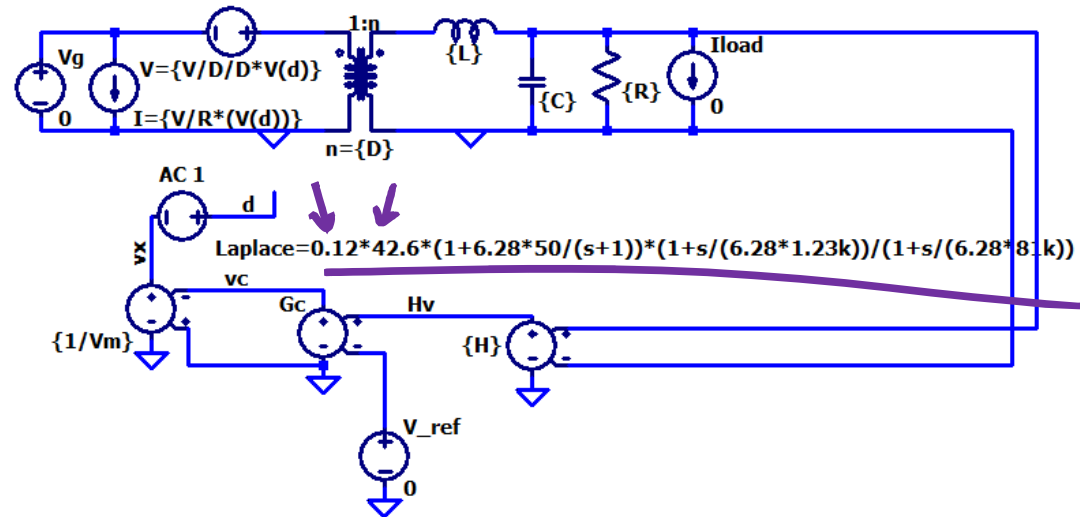 1:n
Vg
V={V/D/D*V(d)}
{L}
Iload
{C}
{R}
0
I={V/R*(V(d))}
0
n={D}
AC 1
d
Laplace=0.12*42.6*(1+6.28*50/(s+1))*(1+s/(6.28*1.23k))/(1+s/(6.28*81k))
vx
vc
Gc
Hv
{1/Vm}
{H}
V_ref
0